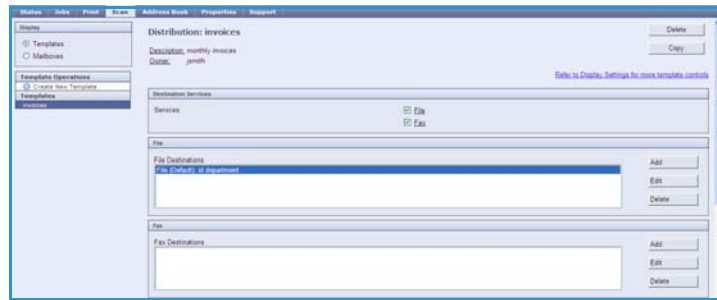 Status Jobs Print Scan Address Book Properties Support
Display
Templates
Mailboxes
Template Operations
Create New Template
Templates
invoices
Distribution: invoices
Description: monthly invoices
Owner: jsmith
Delete
Copy
Refer to Display Settings for more template controls
Destination Services
Services
File
Fax
File
File Destinations
File (Default): id department
Add
Edit
Delete
Fax
Fax Destinations
Add
Edit
Delete